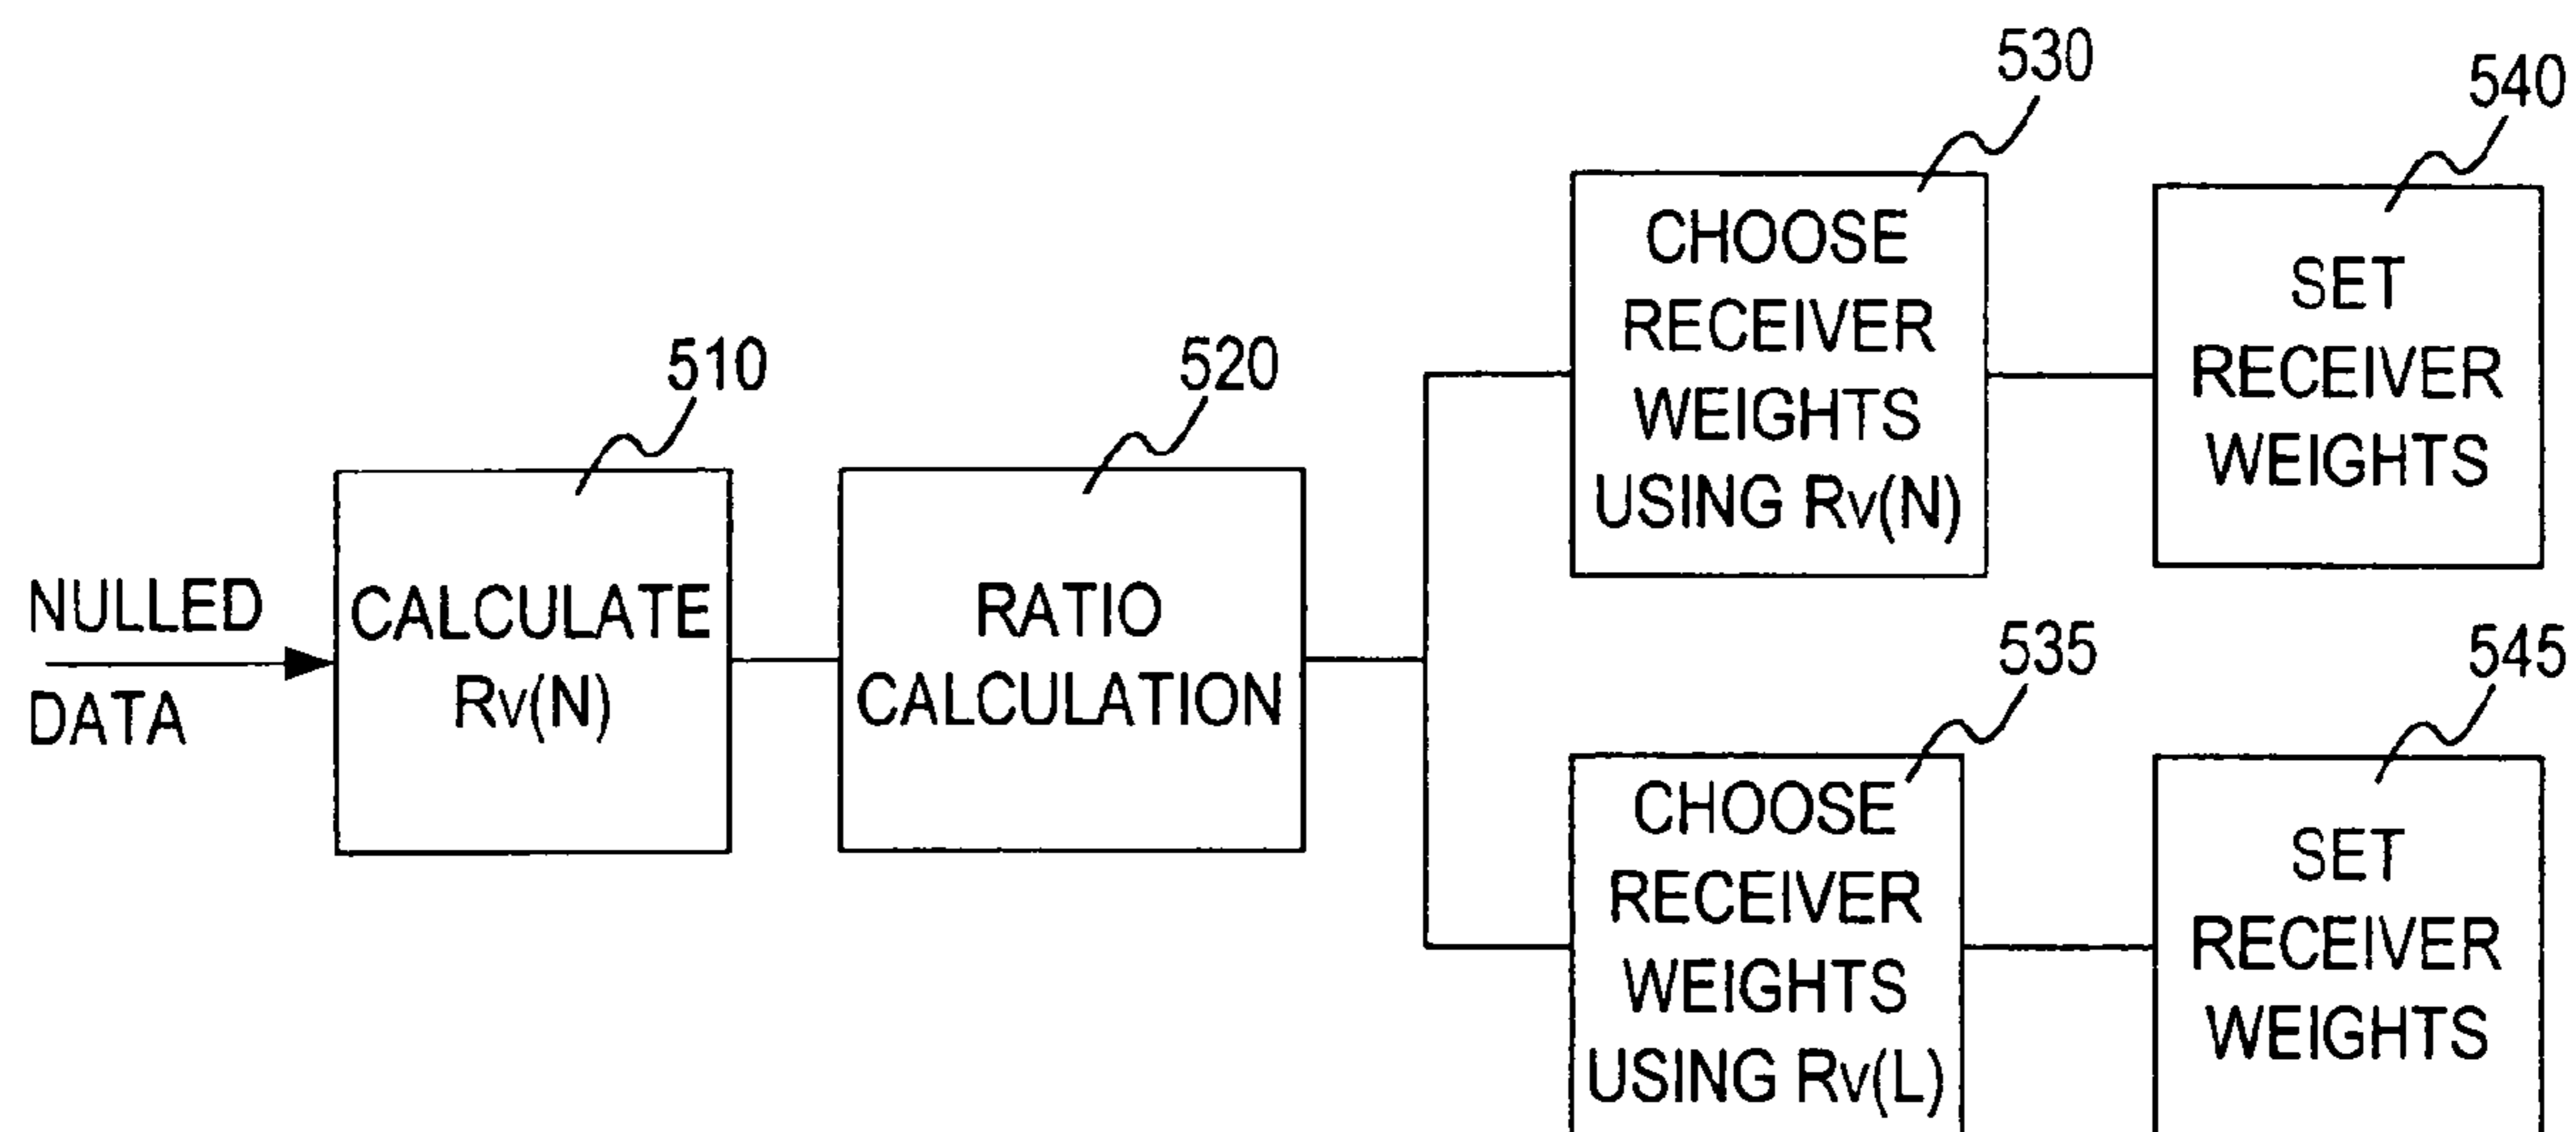 NULLED
DATA
510
CALCULATE
RV(N)
520
RATIO
CALCULATION
530
CHOOSE
RECEIVER
WEIGHTS
USING RV(N)
540
SET
RECEIVER
WEIGHTS
535
CHOOSE
RECEIVER
WEIGHTS
USING RV(L)
545
SET
RECEIVER
WEIGHTS